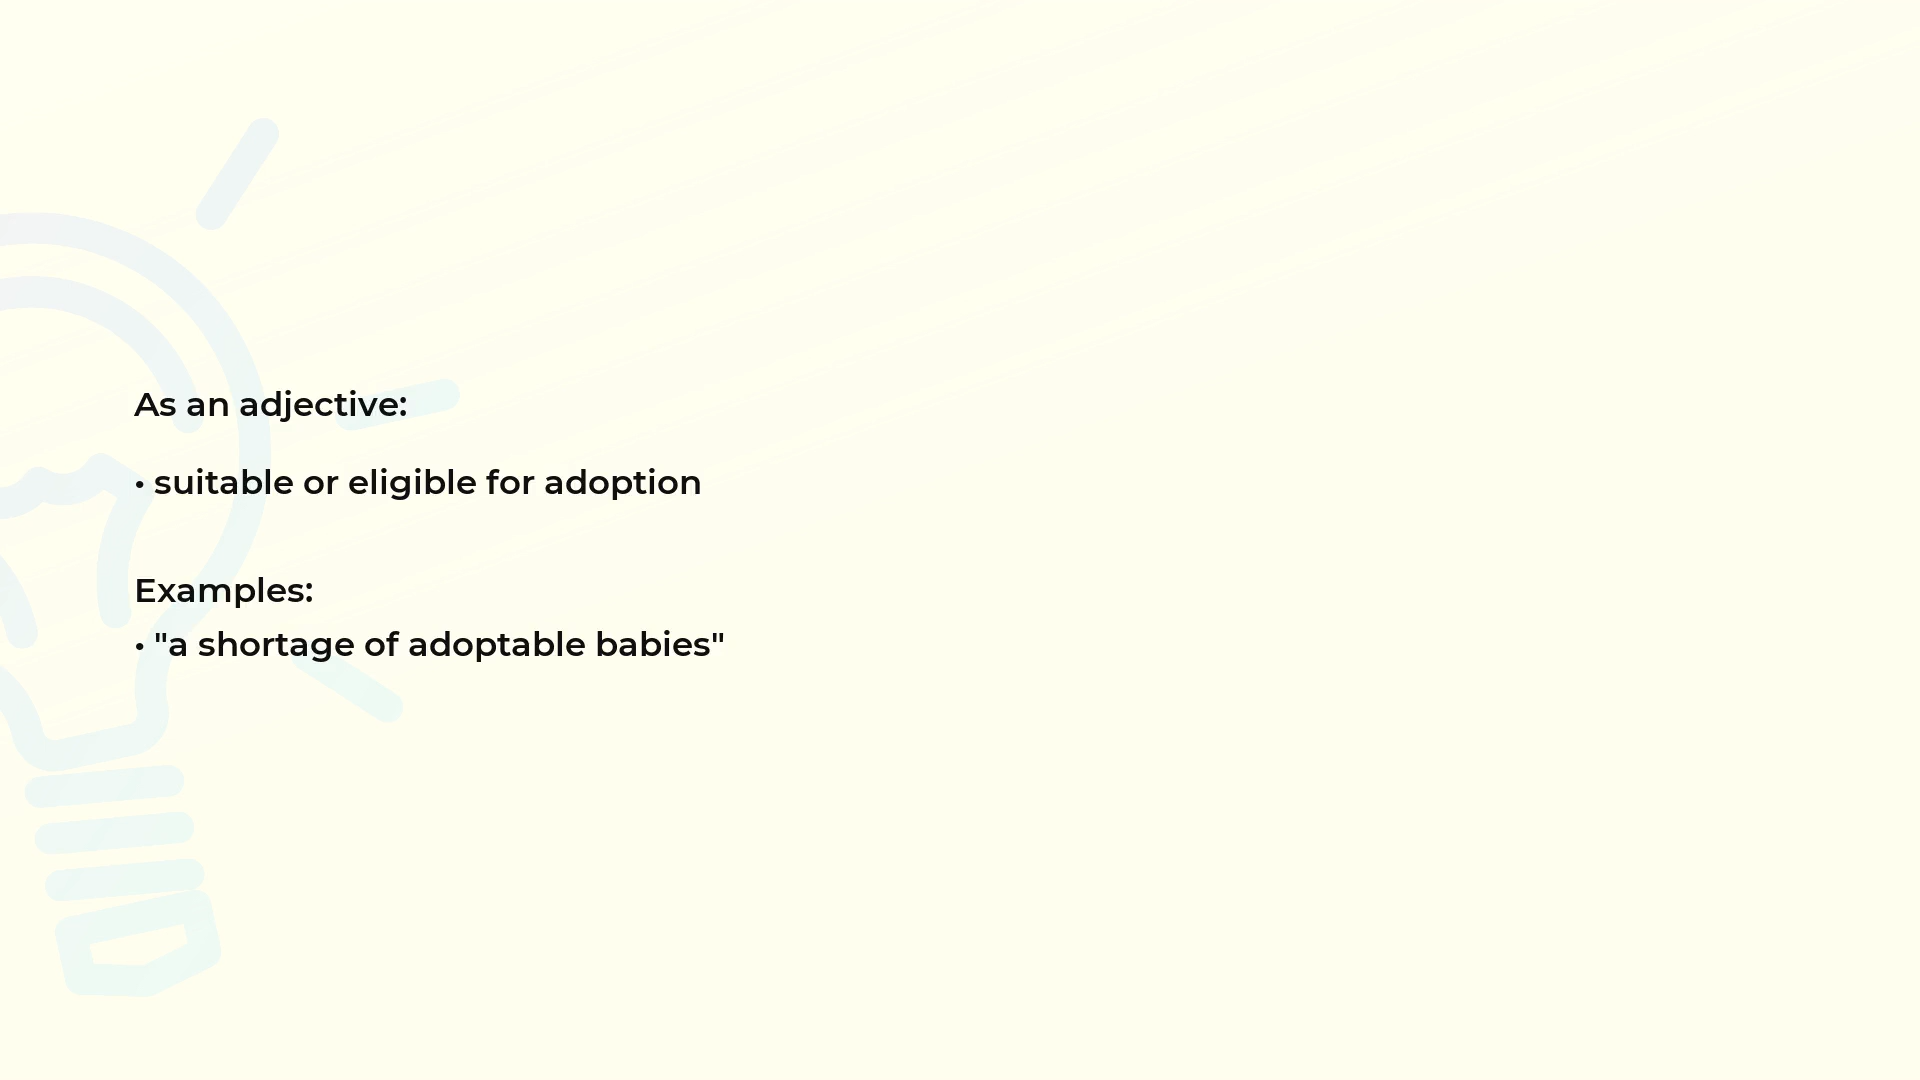 As an adjective:
• suitable or eligible for adoption
Examples:
• "a shortage of adoptable babies"